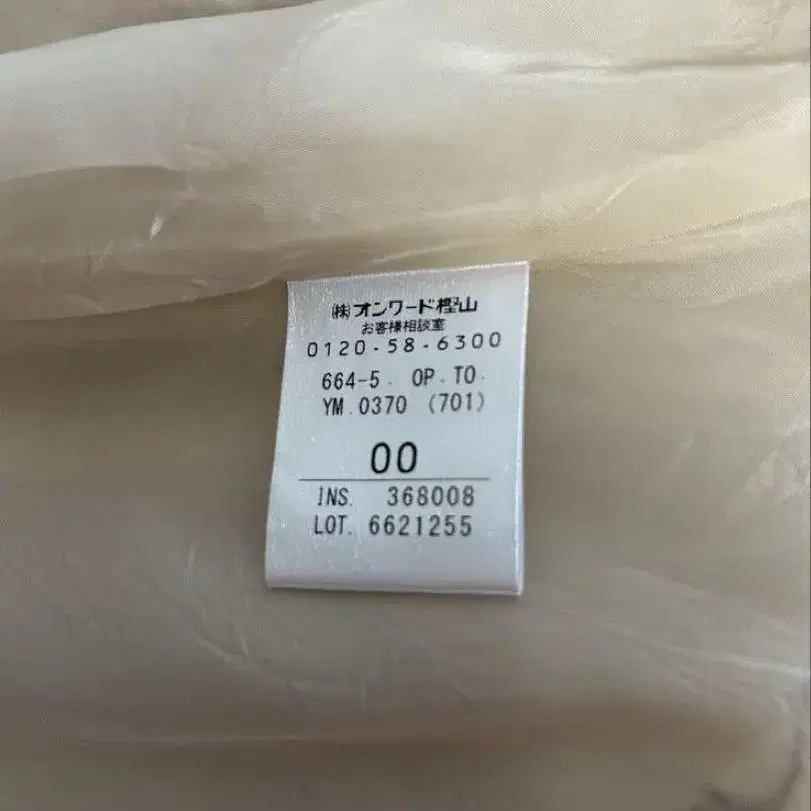 ㈱オンワード樫山
お客様相談室
0120-58-6300
664-5. OP.TO.
YM.0370 (701)
00
INS. 368008
LOT. 6621255